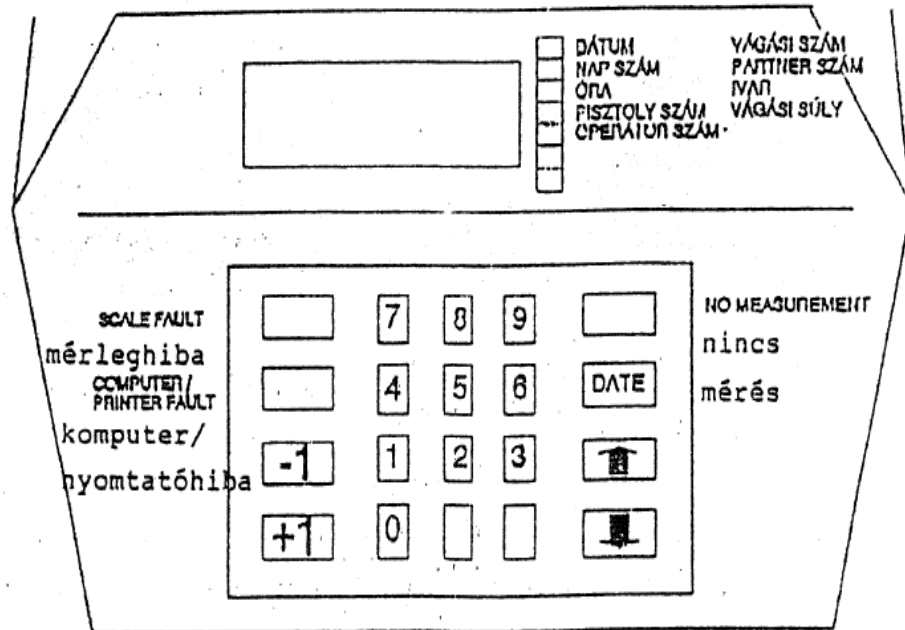 DÁTUM VÁGÁSI SZÁM
NAP SZÁM PARTNER SZÁM
ÓRA IVAR
PISZTOLY SZÁM VÁGÁSI SÚLY
OPERÁTOR SZÁM
SCALE FAULT 7 8 9 NO MEASUREMENT
mérleghiba nincs
COMPUTER/
PRINTER FAULT 4 5 6 DATE mérés
komputer/
-1 1 2 3
nyomtatóhiba
+1 0